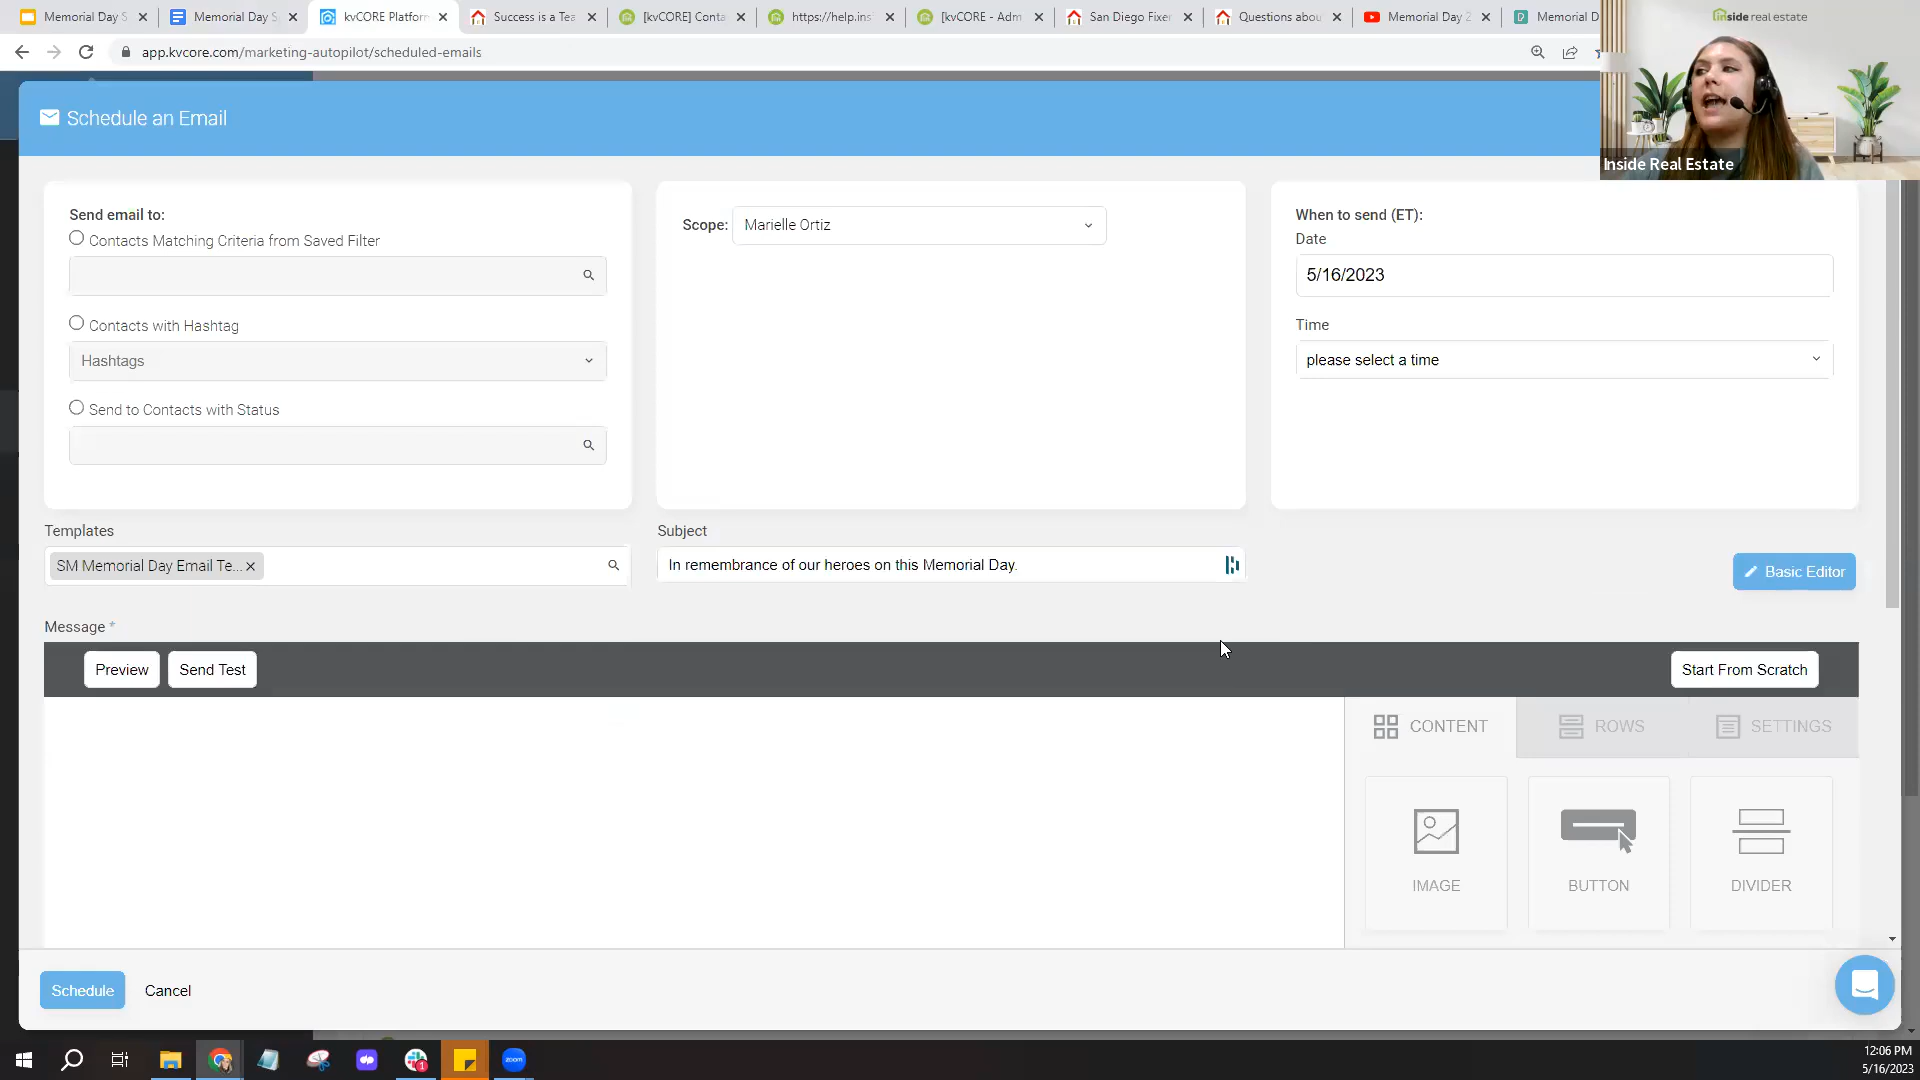 Memorial Day S
Memorial Day S
kvCORE Platform
Success is a Tea
[kvCORE] Conta
https://help.ins
[kvCORE - Adm
San Diego Fixer
Questions abou
Memorial Day 2
Memorial D
inside real estate
app.kvcore.com/marketing-autopilot/scheduled-emails
Schedule an Email
Inside Real Estate
Send email to:
Contacts Matching Criteria from Saved Filter
Contacts with Hashtag
Hashtags
Send to Contacts with Status
Scope:
Marielle Ortiz
When to send (ET):
Date
5/16/2023
Time
please select a time
Templates
SM Memorial Day Email Te...
Subject
In remembrance of our heroes on this Memorial Day.
Basic Editor
Message *
Preview
Send Test
Start From Scratch
CONTENT
ROWS
SETTINGS
IMAGE
BUTTON
DIVIDER
Schedule
Cancel
zoom
1
12:06 PM
5/16/2023